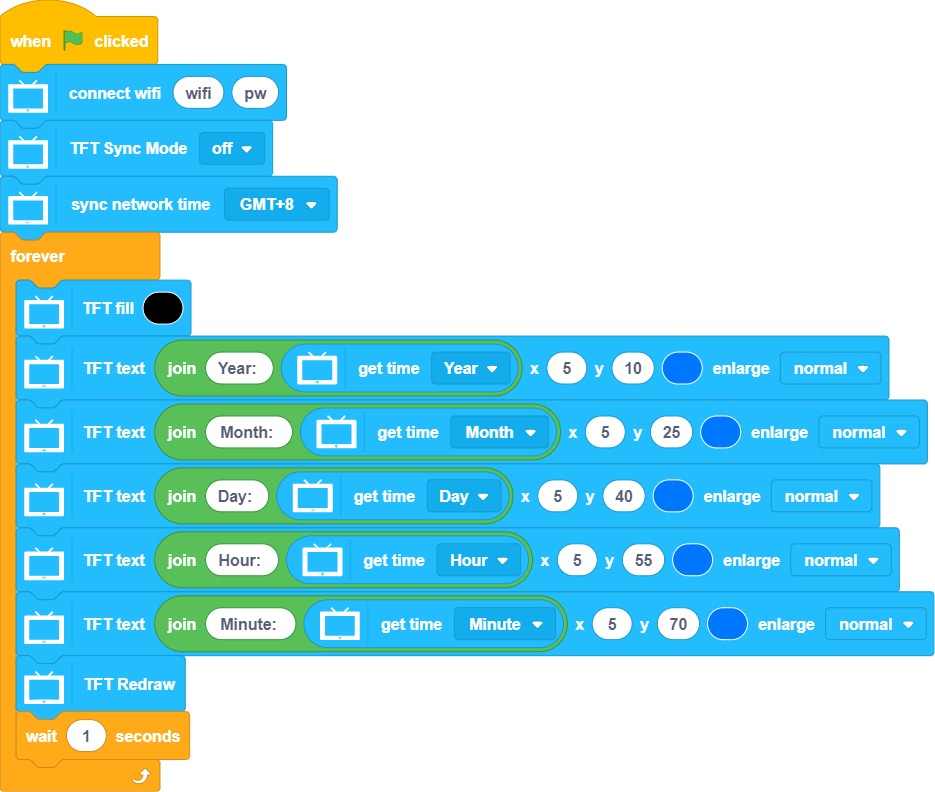 when clicked
connect wifi wifi pw
TFT Sync Mode off
sync network time GMT+8
forever
TFT fill
TFT text join Year: get time Year x 5 y 10 enlarge normal
TFT text join Month: get time Month x 5 y 25 enlarge normal
TFT text join Day: get time Day x 5 y 40 enlarge normal
TFT text join Hour: get time Hour x 5 y 55 enlarge normal
TFT text join Minute: get time Minute x 5 y 70 enlarge normal
TFT Redraw
wait 1 seconds